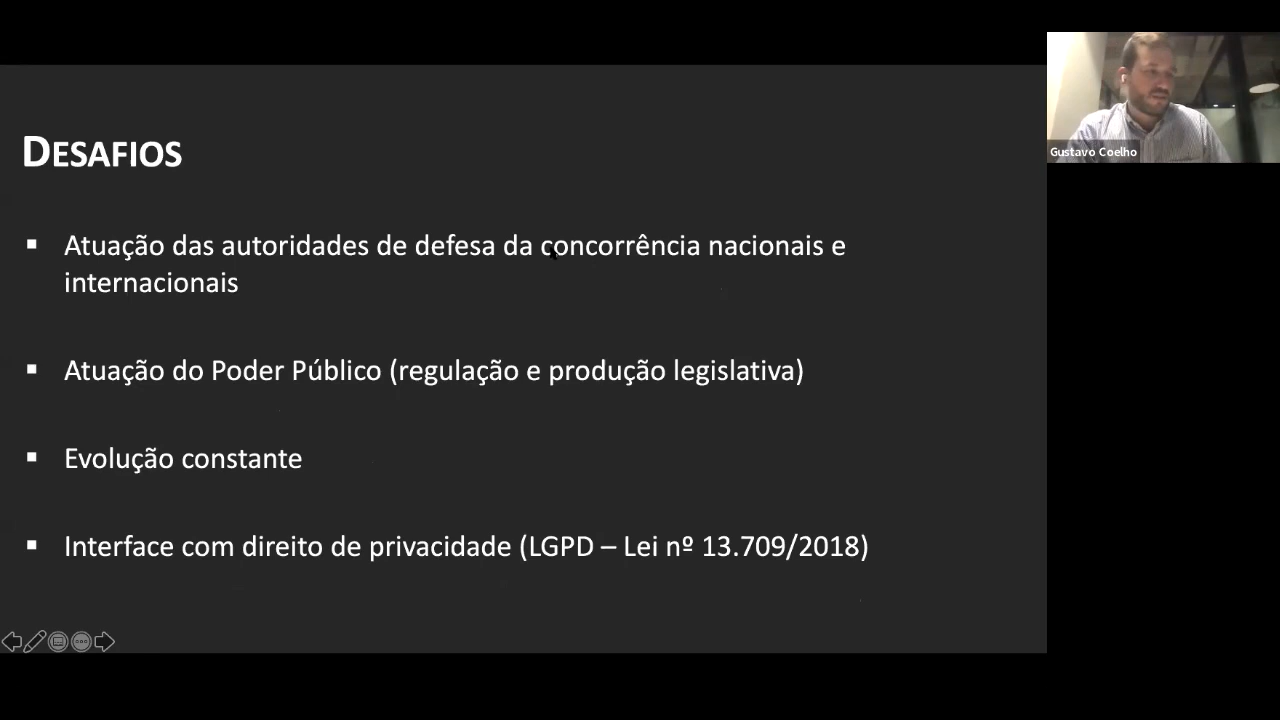 DESAFIOS
▪ Atuação das autoridades de defesa da concorrência nacionais e
internacionais
▪ Atuação do Poder Público (regulação e produção legislativa)
▪ Evolução constante
▪ Interface com direito de privacidade (LGPD – Lei nº 13.709/2018)
Gustavo Coelho